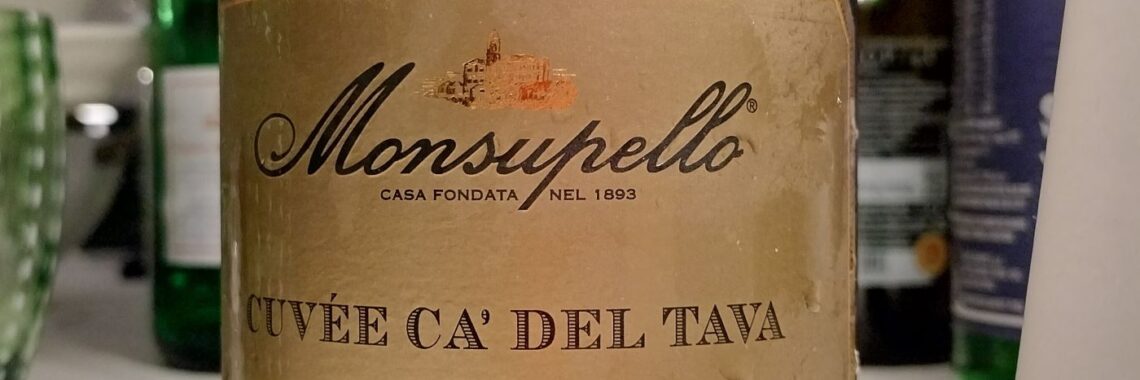 Monsupello®
CASA FONDATA NEL 1893
CUVÉE CA' DEL TAVA